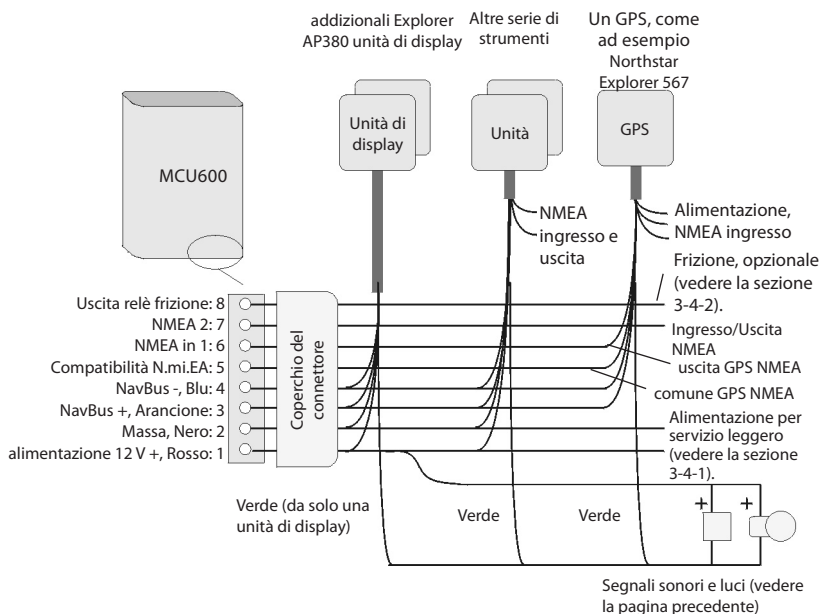 addizionali Explorer
AP380 unità di display
Altre serie di
strumenti
Un GPS, come
ad esempio
Northstar
Explorer 567
MCU600
Unità di
display
Unità
GPS
NMEA
ingresso e
uscita
Alimentazione,
NMEA ingresso
Frizione, opzionale
(vedere la sezione
3-4-2).
Uscita relè frizione: 8
NMEA 2: 7
NMEA in 1: 6
Compatibilità N.mi.EA: 5
NavBus -, Blu: 4
NavBus +, Arancione: 3
Massa, Nero: 2
alimentazione 12 V +, Rosso: 1
Coperchio del
connettore
Ingresso/Uscita
NMEA
uscita GPS NMEA
comune GPS NMEA
Alimentazione per
servizio leggero
(vedere la sezione
3-4-1).
Verde (da solo una
unità di display)
Verde
Verde
+
+
Segnali sonori e luci (vedere
la pagina precedente)